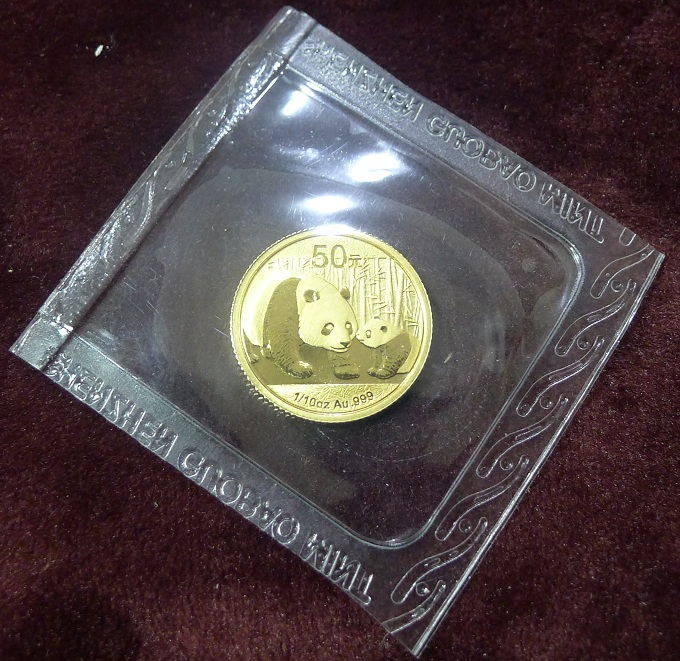 SHENZHEN GUOBAO MINT
50元
1/10oz Au .999
SHENZHEN GUOBAO MINT